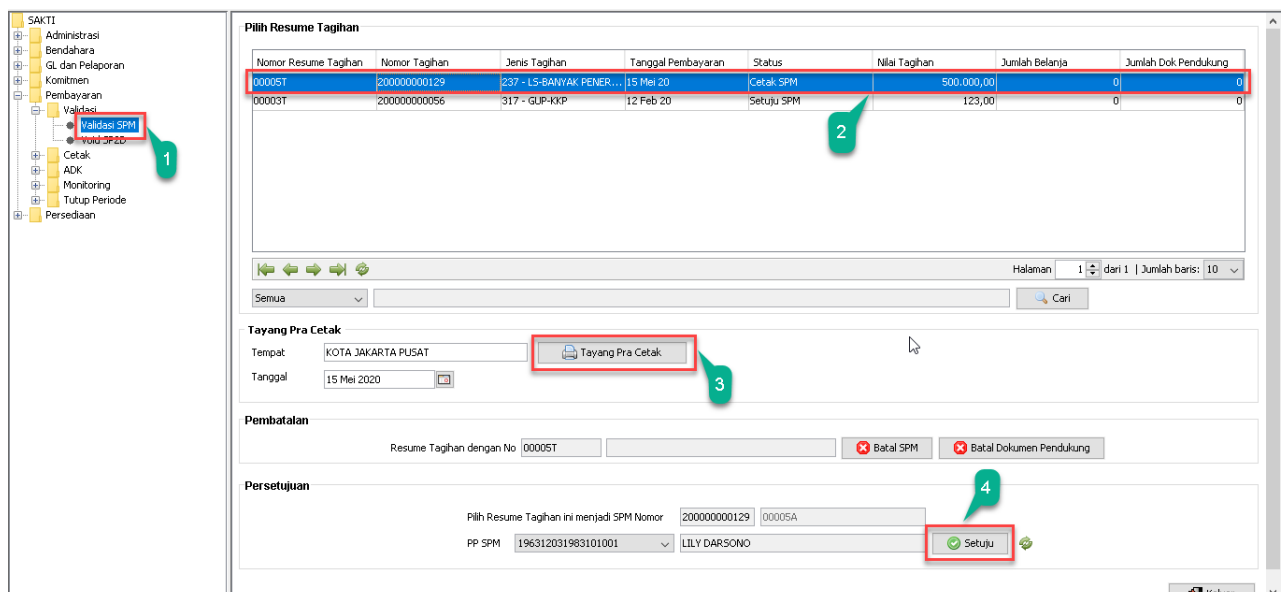 SAKTI
Administrasi
Bendahara
GL dan Pelaporan
Komitmen
Pembayaran
Validasi
Validasi SPM
Void SP2D
Cetak
ADK
Monitoring
Tutup Periode
Persediaan
1
Pilih Resume Tagihan
Nomor Resume Tagihan Nomor Tagihan Jenis Tagihan Tanggal Pembayaran Status Nilai Tagihan Jumlah Belanja Jumlah Dok Pendukung
00005T 200000000129 237 - LS-BANYAK PENER... 15 Mei 20 Cetak SPM 500.000,00 0 0
00003T 200000000056 317 - GUP-KKP 12 Feb 20 Setuju SPM 123,00 0 0
2
Halaman 1 dari 1 | Jumlah baris: 10
Semua Cari
Tayang Pra Cetak
Tempat KOTA JAKARTA PUSAT Tayang Pra Cetak
Tanggal 15 Mei 2020
3
Pembatalan
Resume Tagihan dengan No 00005T Batal SPM Batal Dokumen Pendukung
Persetujuan
4
Pilih Resume Tagihan ini menjadi SPM Nomor 200000000129 00005A
PP SPM 196312031983101001 LILY DARSONO Setuju